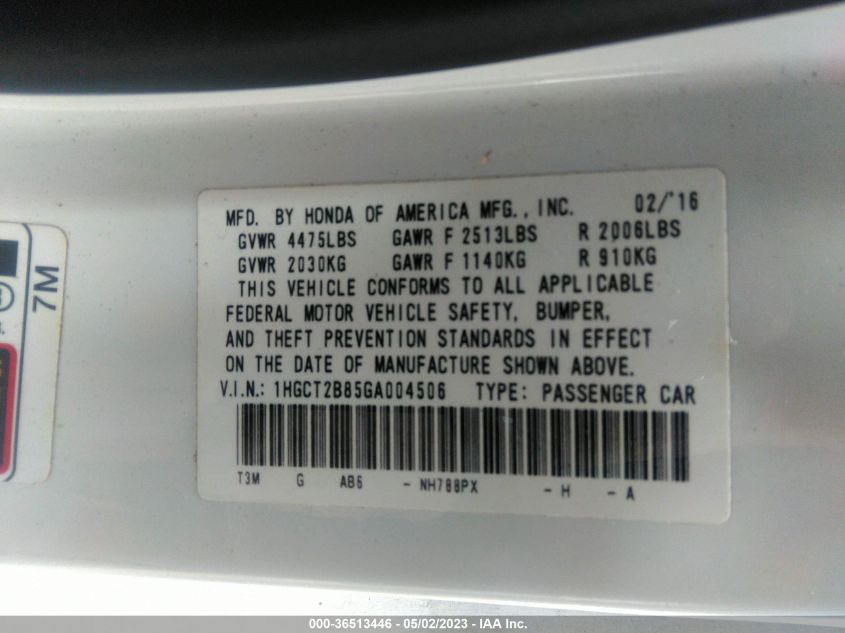 MFD. BY HONDA OF AMERICA MFG., INC. 02/'16
GVWR 4475LBS GAWR F 2513LBS R 2006LBS
GVWR 2030KG GAWR F 1140KG R 910KG
THIS VEHICLE CONFORMS TO ALL APPLICABLE
FEDERAL MOTOR VEHICLE SAFETY, BUMPER,
AND THEFT PREVENTION STANDARDS IN EFFECT
ON THE DATE OF MANUFACTURE SHOWN ABOVE.
V.I.N.: 1HGCT2B85GA004506 TYPE: PASSENGER CAR
T3M G AB6 - NH788PX - H - A
7M
000-36513446 - 05/02/2023 - IAA Inc.